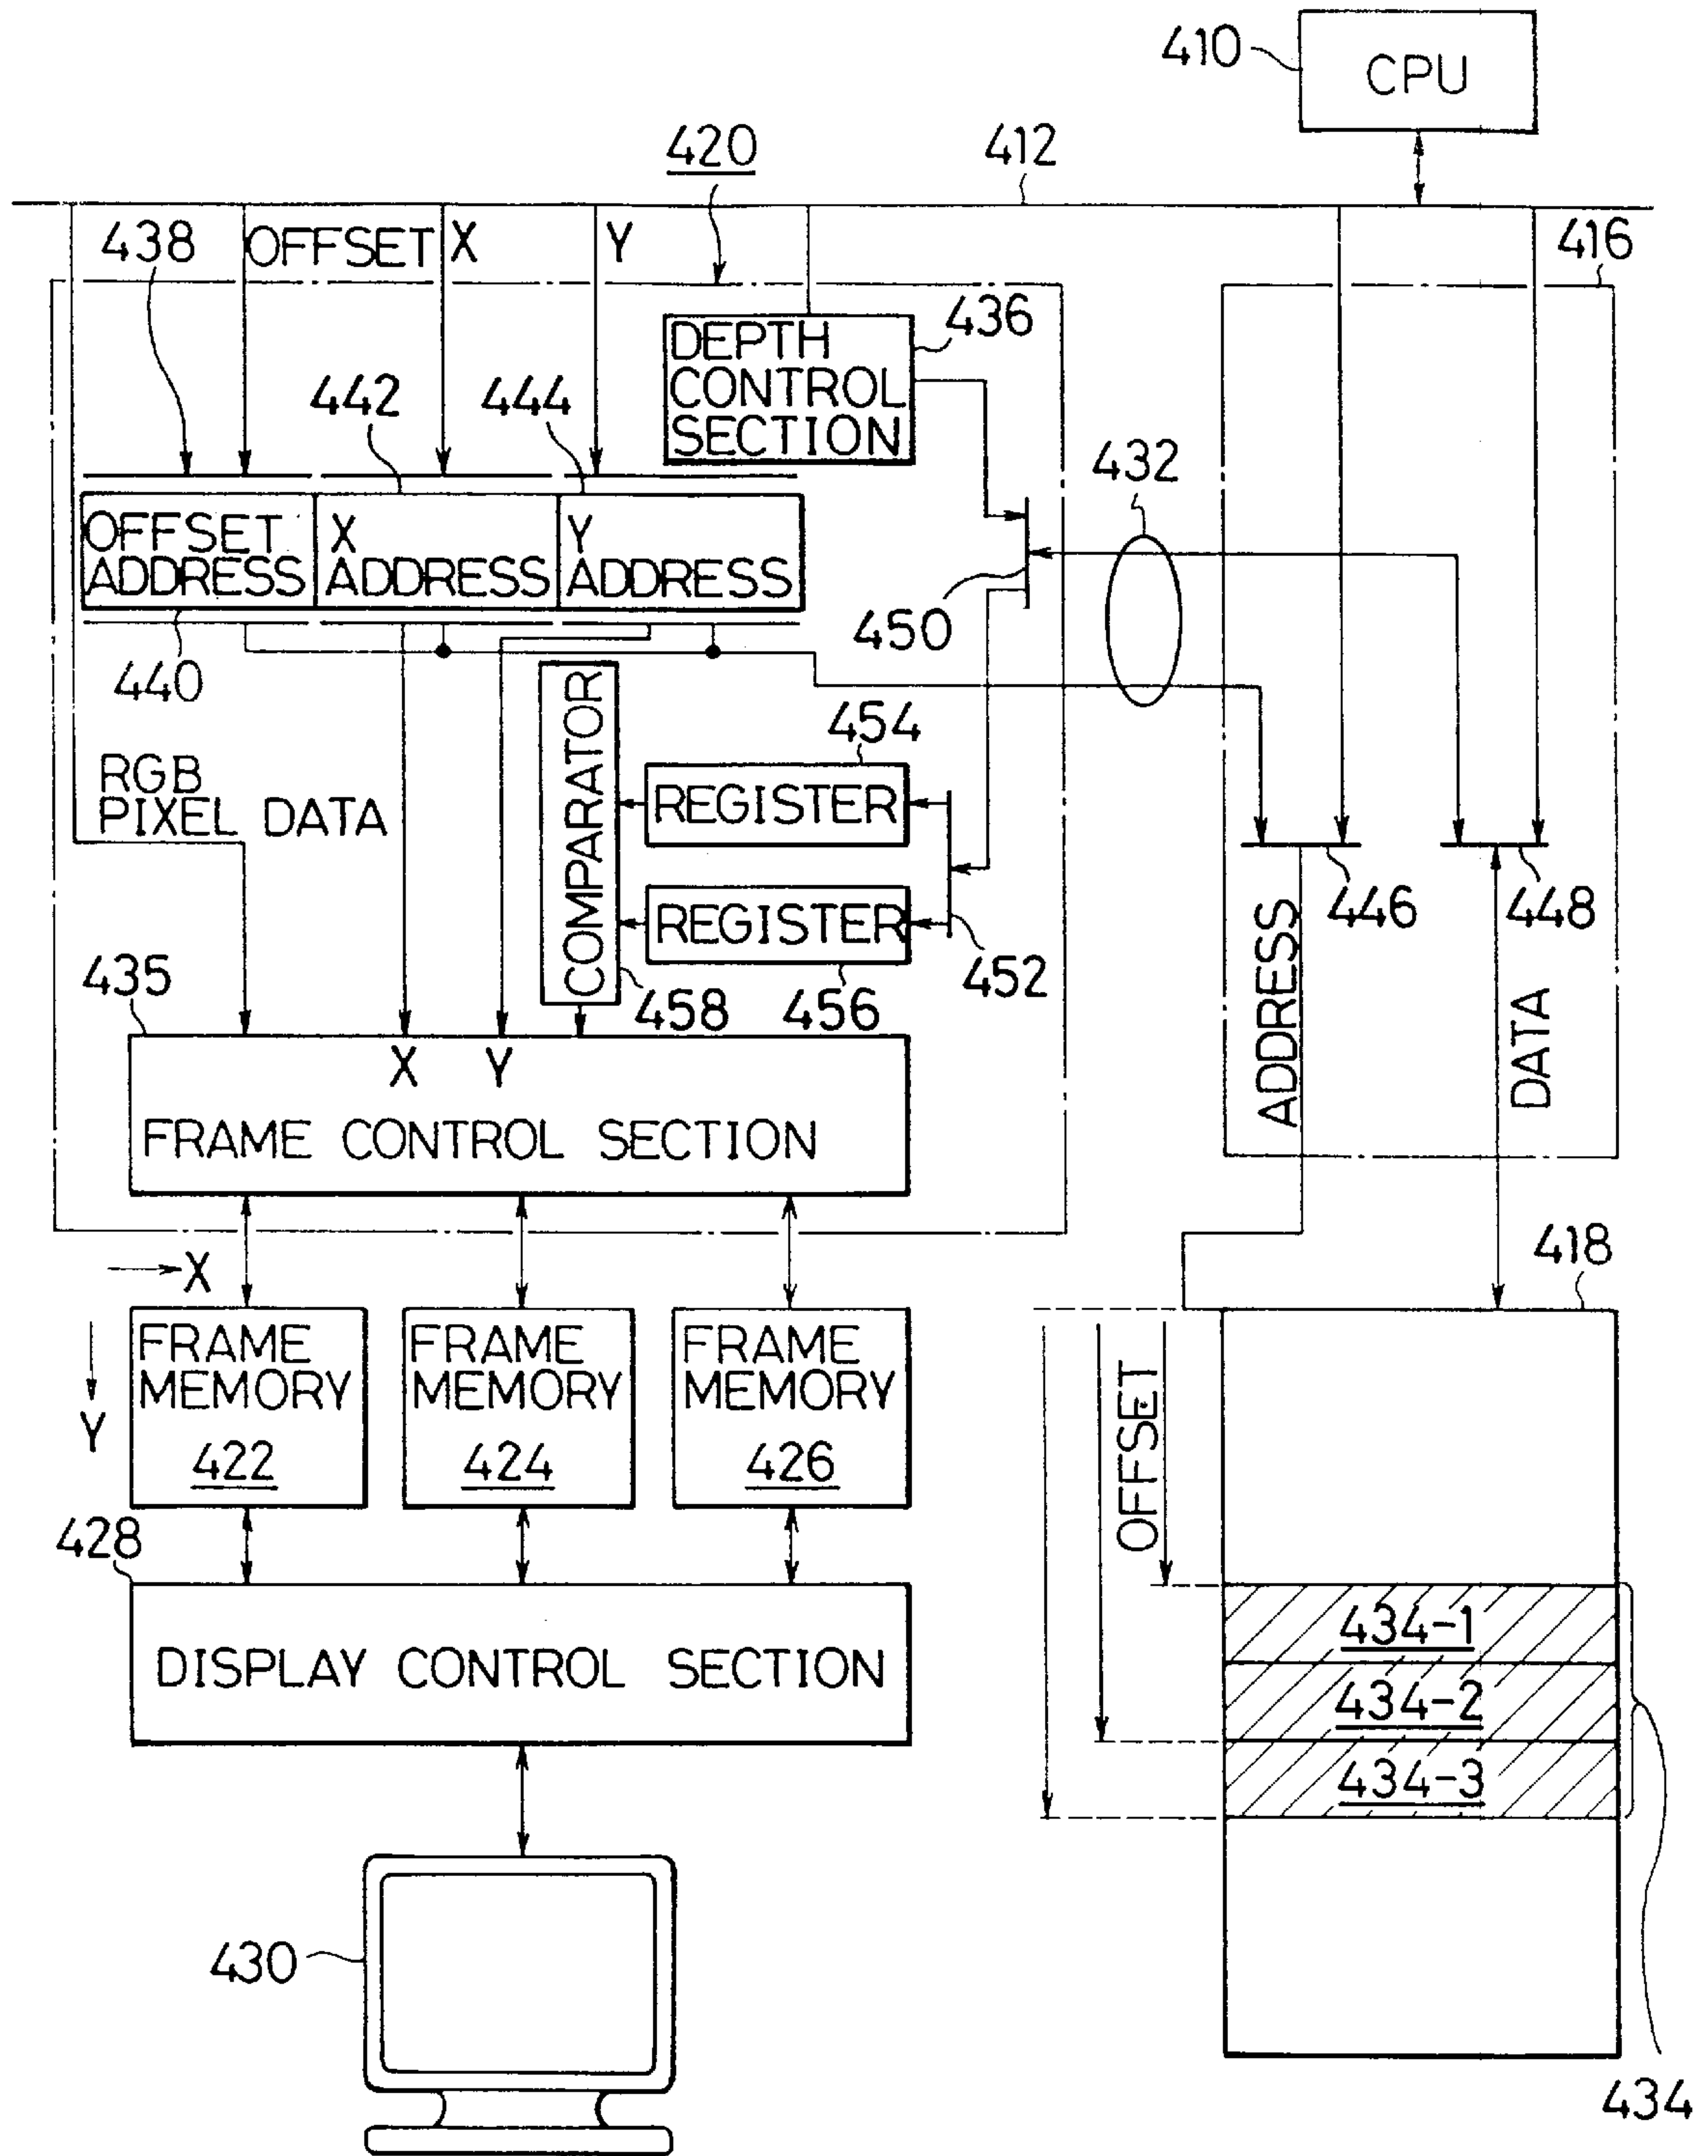 410
CPU
420
412
438
OFFSET
X
Y
416
436
DEPTH
CONTROL
SECTION
442
444
432
OFFSET
ADDRESS
X
ADDRESS
Y
ADDRESS
450
440
COMPARATOR
454
RGB
PIXEL DATA
REGISTER
446
448
REGISTER
452
435
458
456
ADDRESS
DATA
X
Y
FRAME CONTROL SECTION
X
418
Y
FRAME
MEMORY
422
FRAME
MEMORY
424
FRAME
MEMORY
426
OFFSET
428
434-1
DISPLAY CONTROL SECTION
434-2
434-3
430
434